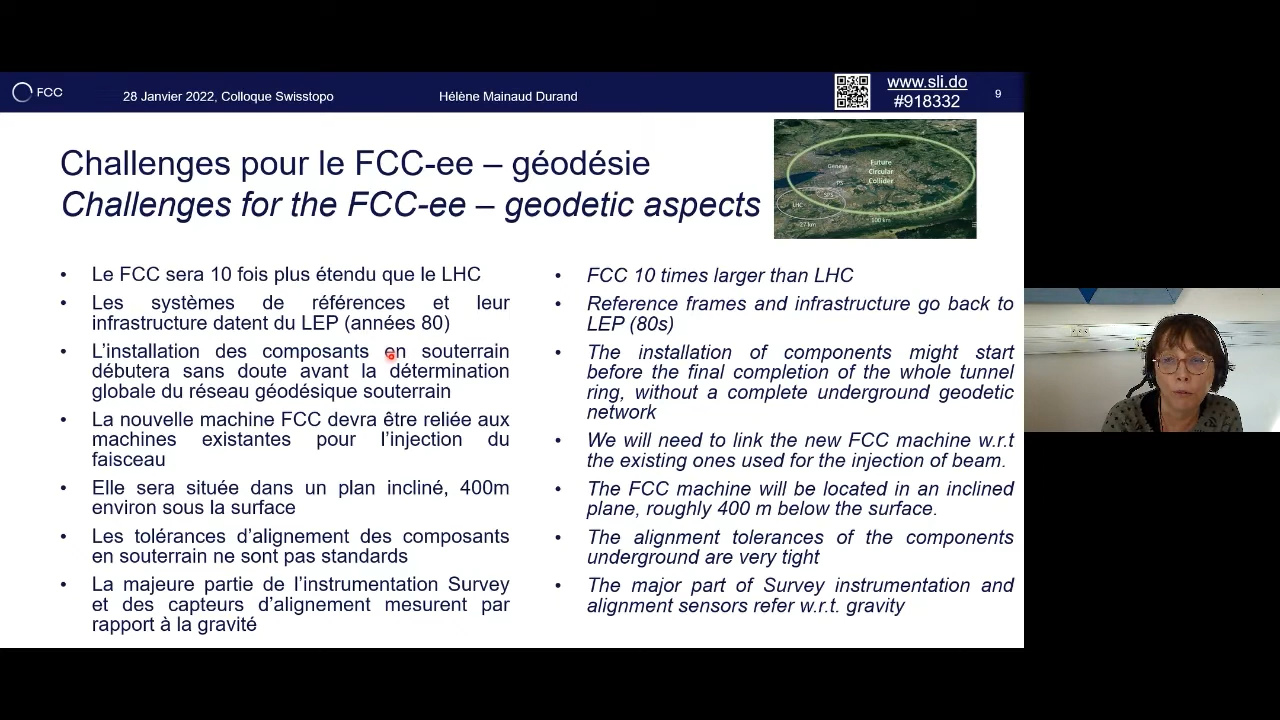 FCC
28 Janvier 2022, Colloque Swisstopo
Hélène Mainaud Durand
www.sli.do
#918332
9
Challenges pour le FCC-ee – géodésie
Challenges for the FCC-ee – geodetic aspects
Geneva
PS
SPS
LHC
~27 km
Future
Circular
Collider
100 km
• Le FCC sera 10 fois plus étendu que le LHC
• Les systèmes de références et leur
infrastructure datent du LEP (années 80)
• L’installation des composants en souterrain
débutera sans doute avant la détermination
globale du réseau géodésique souterrain
• La nouvelle machine FCC devra être reliée aux
machines existantes pour l’injection du
faisceau
• Elle sera située dans un plan incliné, 400m
environ sous la surface
• Les tolérances d’alignement des composants
en souterrain ne sont pas standards
• La majeure partie de l’instrumentation Survey
et des capteurs d’alignement mesurent par
rapport à la gravité
• FCC 10 times larger than LHC
• Reference frames and infrastructure go back to
LEP (80s)
• The installation of components might start
before the final completion of the whole tunnel
ring, without a complete underground geodetic
network
• We will need to link the new FCC machine w.r.t
the existing ones used for the injection of beam.
• The FCC machine will be located in an inclined
plane, roughly 400 m below the surface.
• The alignment tolerances of the components
underground are very tight
• The major part of Survey instrumentation and
alignment sensors refer w.r.t. gravity